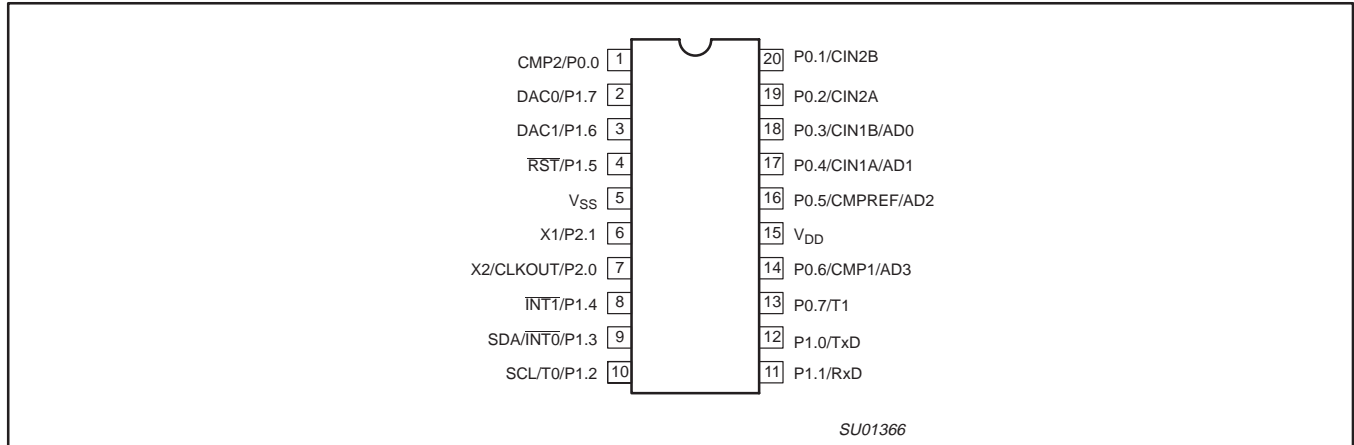 CMP2/P0.0 1 20 P0.1/CIN2B
DAC0/P1.7 2 19 P0.2/CIN2A
DAC1/P1.6 3 18 P0.3/CIN1B/AD0
RST/P1.5 4 17 P0.4/CIN1A/AD1
VSS 5 16 P0.5/CMPREF/AD2
X1/P2.1 6 15 VDD
X2/CLKOUT/P2.0 7 14 P0.6/CMP1/AD3
INT1/P1.4 8 13 P0.7/T1
SDA/INT0/P1.3 9 12 P1.0/TxD
SCL/T0/P1.2 10 11 P1.1/RxD
SU01366